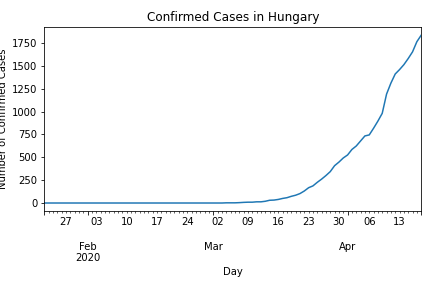 Confirmed Cases in Hungary
Number of Confirmed Cases
1750
1500
1250
1000
750
500
250
0
27 03 10 17 24 02 09 16 23 30 06 13
Feb Mar Apr
2020
Day